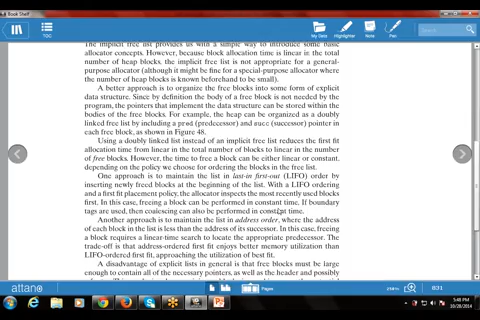 Book Shelf
TOC
My Data
Highlighter
Note
Pen
Search
The implicit free list provides us with a simple way to introduce some basic
allocator concepts. However, because block allocation time is linear in the total
number of heap blocks, the implicit free list is not appropriate for a general-
purpose allocator (although it might be fine for a special-purpose allocator where
the number of heap blocks is known beforehand to be small).
A better approach is to organize the free blocks into some form of explicit
data structure. Since by definition the body of a free block is not needed by the
program, the pointers that implement the data structure can be stored within the
bodies of the free blocks. For example, the heap can be organized as a doubly
linked free list by including a pred (predecessor) and succ (successor) pointer in
each free block, as shown in Figure 48.
Using a doubly linked list instead of an implicit free list reduces the first fit
allocation time from linear in the total number of blocks to linear in the number
of free blocks. However, the time to free a block can be either linear or constant,
depending on the policy we choose for ordering the blocks in the free list.
One approach is to maintain the list in last-in first-out (LIFO) order by
inserting newly freed blocks at the beginning of the list. With a LIFO ordering
and a first fit placement policy, the allocator inspects the most recently used blocks
first. In this case, freeing a block can be performed in constant time. If boundary
tags are used, then coalescing can also be performed in constant time.
Another approach is to maintain the list in address order, where the address
of each block in the list is less than the address of its successor. In this case, freeing
a block requires a linear-time search to locate the appropriate predecessor. The
trade-off is that address-ordered first fit enjoys better memory utilization than
LIFO-ordered first fit, approaching the utilization of best fit.
A disadvantage of explicit lists in general is that free blocks must be large
enough to contain all of the necessary pointers, as well as the header and possibly
attano
Pages
831
5:48 PM
10/28/2014